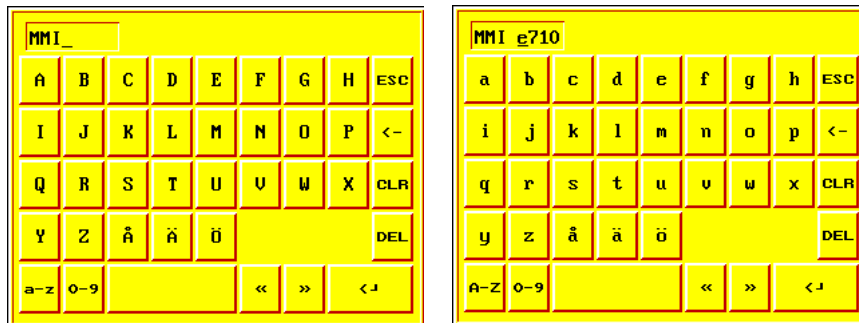 MMI_
A B C D E F G H ESC
I J K L M N O P <-
Q R S T U V W X CLR
Y Z Å Ä Ö DEL
a-z 0-9 « » <┘
MMI e710
a b c d e f g h ESC
i j k l m n o p <-
q r s t u v w x CLR
y z å ä ö DEL
A-Z 0-9 « » <┘